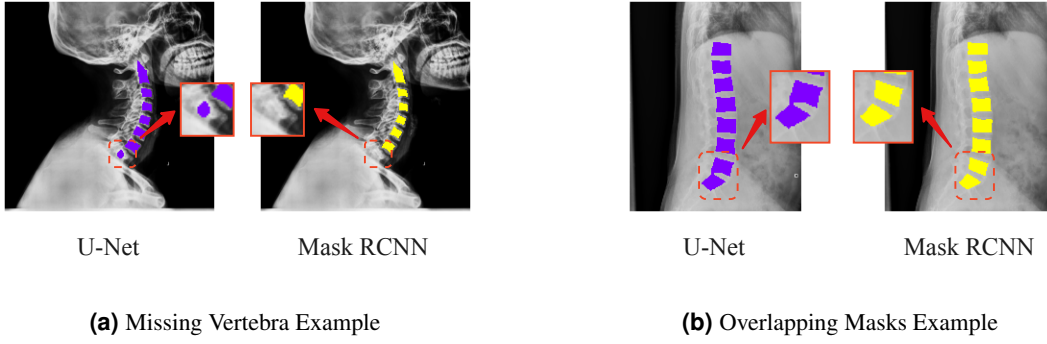 U-Net
Mask RCNN
U-Net
Mask RCNN
(a) Missing Vertebra Example
(b) Overlapping Masks Example